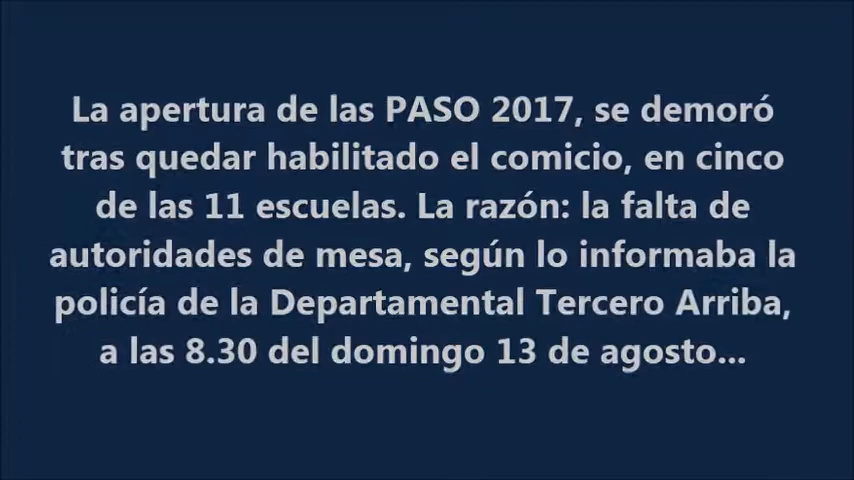 La apertura de las PASO 2017, se demoró
tras quedar habilitado el comicio, en cinco
de las 11 escuelas. La razón: la falta de
autoridades de mesa, según lo informaba la
policía de la Departamental Tercero Arriba,
a las 8.30 del domingo 13 de agosto...